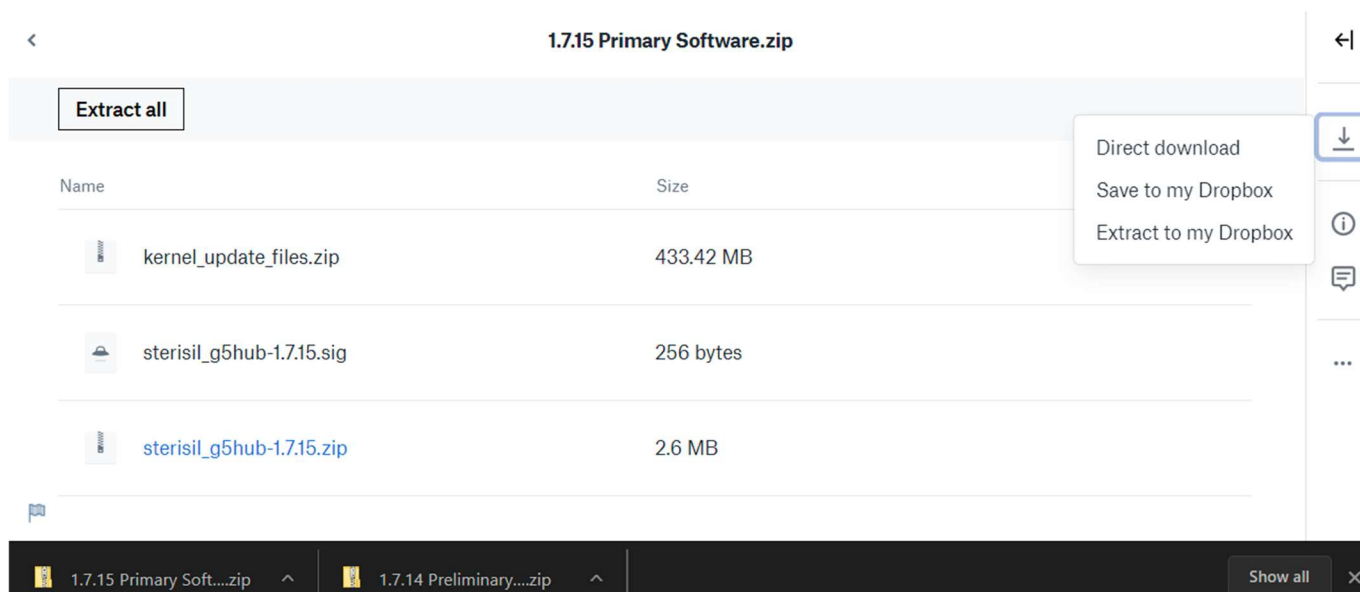 1.7.15 Primary Software.zip
Extract all
Direct download
Save to my Dropbox
Extract to my Dropbox
Name Size
kernel_update_files.zip 433.42 MB
sterisil_g5hub-1.7.15.sig 256 bytes
sterisil_g5hub-1.7.15.zip 2.6 MB
1.7.15 Primary Soft....zip 1.7.14 Preliminary....zip Show all